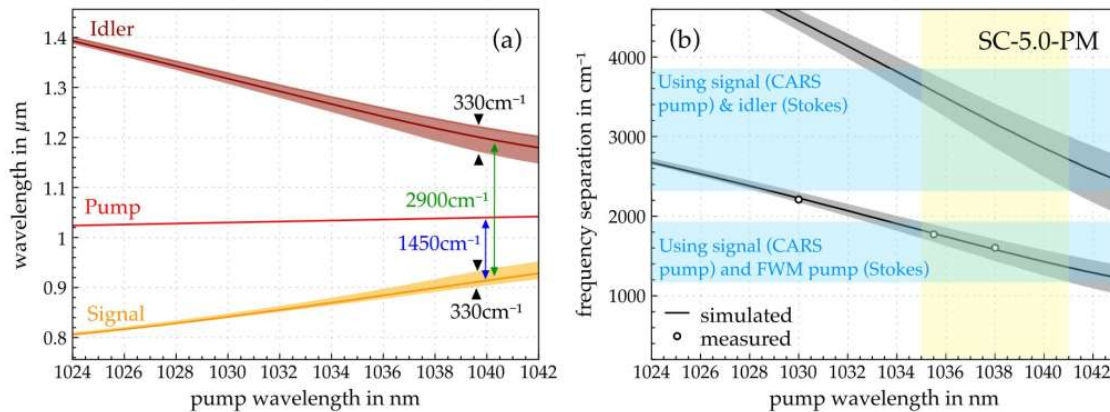 (a)
Idler
330cm⁻¹
Pump
2900cm⁻¹
1450cm⁻¹
Signal
330cm⁻¹
wavelength in µm
1.4
1.3
1.2
1.1
1
0.9
0.8
1024 1026 1028 1030 1032 1034 1036 1038 1040 1042
pump wavelength in nm
(b)
SC-5.0-PM
Using signal (CARS
pump) & idler (Stokes)
Using signal (CARS
pump) and FWM pump (Stokes)
simulated
measured
frequency separation in cm⁻¹
4000
3000
2000
1000
1024 1026 1028 1030 1032 1034 1036 1038 1040 1042
pump wavelength in nm